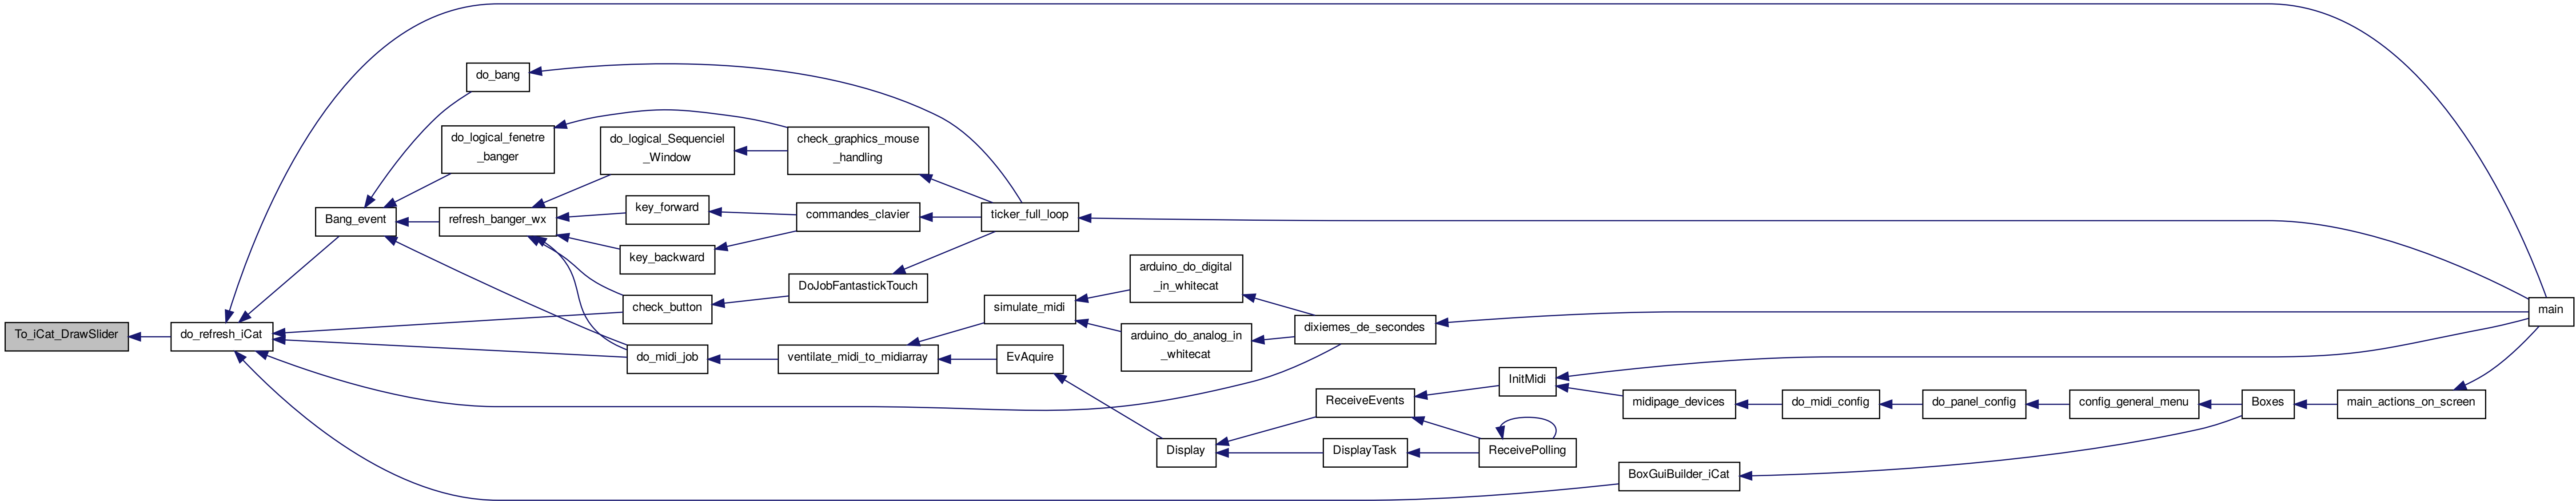 To_iCat_DrawSlider
do_refresh_iCat
Bang_event
do_bang
do_logical_fenetre
_banger
refresh_banger_wx
do_logical_Sequenciel
_Window
key_forward
key_backward
check_button
do_midi_job
check_graphics_mouse
_handling
commandes_clavier
DoJobFantastickTouch
ventilate_midi_to_midiarray
ticker_full_loop
simulate_midi
EvAquire
arduino_do_digital
_in_whitecat
arduino_do_analog_in
_whitecat
Display
dixiemes_de_secondes
ReceiveEvents
DisplayTask
InitMidi
ReceivePolling
midipage_devices
BoxGuiBuilder_iCat
do_midi_config
do_panel_config
config_general_menu
Boxes
main_actions_on_screen
main